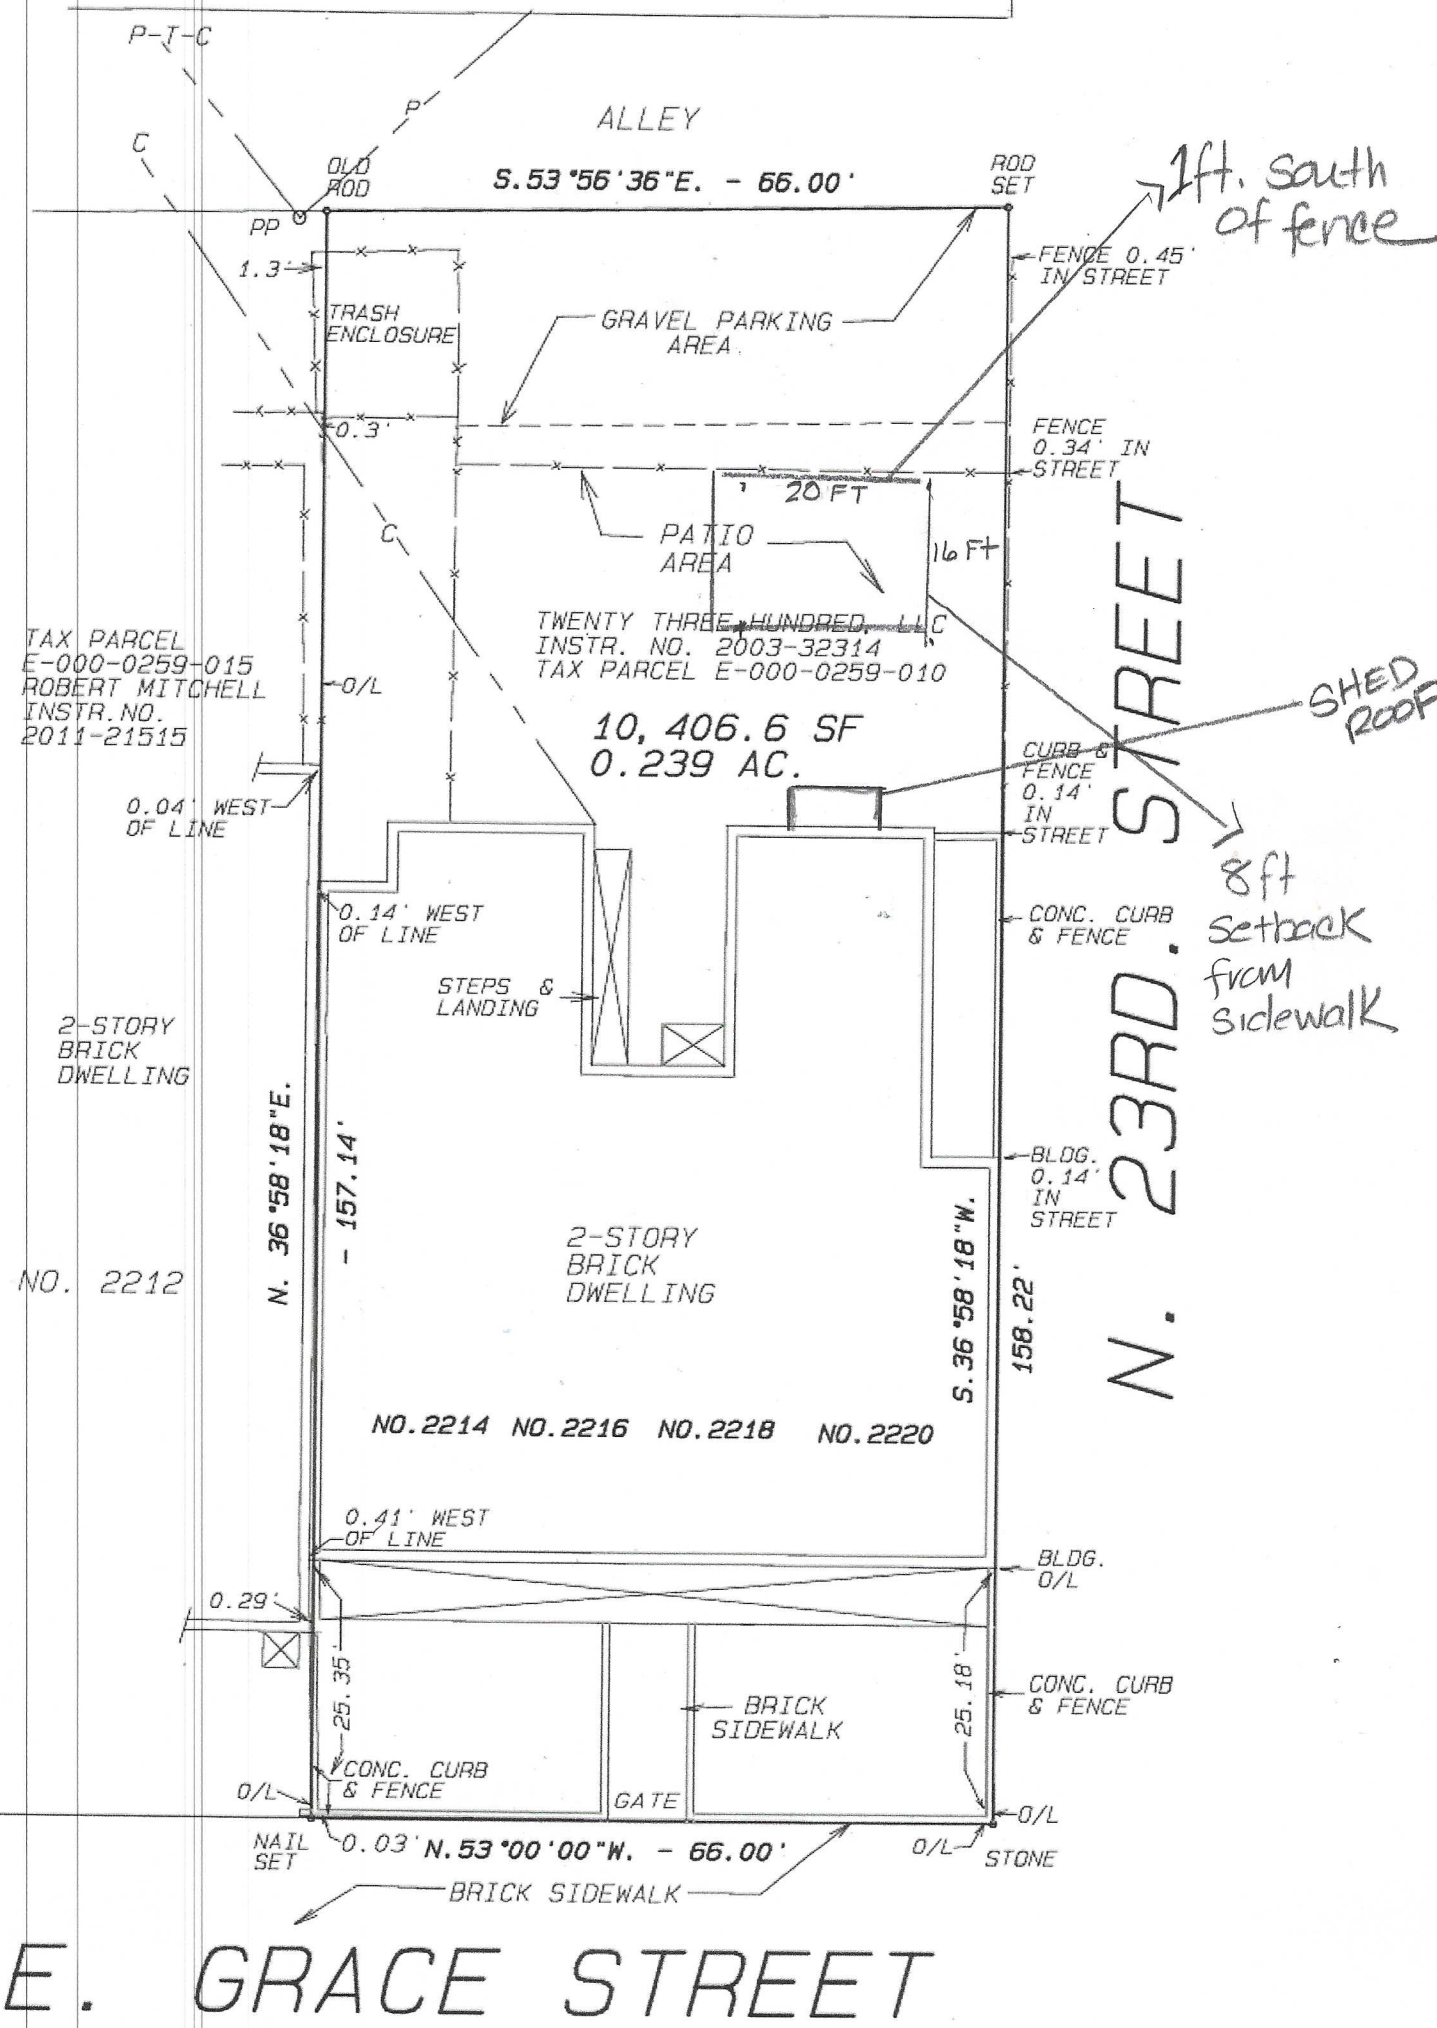 P-T-C
P
C
ALLEY
OLD
ROD
S.53°56'36"E. - 66.00'
ROD
SET
1ft. south
of fence
PP
1.3'
FENCE 0.45'
IN STREET
TRASH
ENCLOSURE
GRAVEL PARKING
AREA
0.3'
FENCE
0.34' IN
STREET
20 FT
C
PATIO
AREA
16 Ft
TWENTY THREE HUNDRED, LLC
INSTR. NO. 2003-32314
TAX PARCEL E-000-0259-010
TAX PARCEL
E-000-0259-015
ROBERT MITCHELL
INSTR.NO.
2011-21515
O/L
SHED
ROOF
10,406.6 SF
0.239 AC.
CURB &
FENCE
0.14'
IN
STREET
0.04' WEST
OF LINE
8ft
setback
from
sidewalk
0.14' WEST
OF LINE
CONC. CURB
& FENCE
STEPS &
LANDING
2-STORY
BRICK
DWELLING
N. 36°58'18"E.
- 157.14'
BLDG.
0.14'
IN
STREET
N. 23RD. STREET
2-STORY
BRICK
DWELLING
S.36°58'18"W.
158.22'
NO. 2212
NO.2214 NO.2216 NO.2218 NO.2220
0.41' WEST
OF LINE
BLDG.
O/L
0.29'
25.35'
25.18'
BRICK
SIDEWALK
CONC. CURB
& FENCE
CONC. CURB
& FENCE
O/L
GATE
O/L
NAIL
SET
0.03'
N.53°00'00"W. - 66.00'
O/L
STONE
BRICK SIDEWALK
E. GRACE STREET